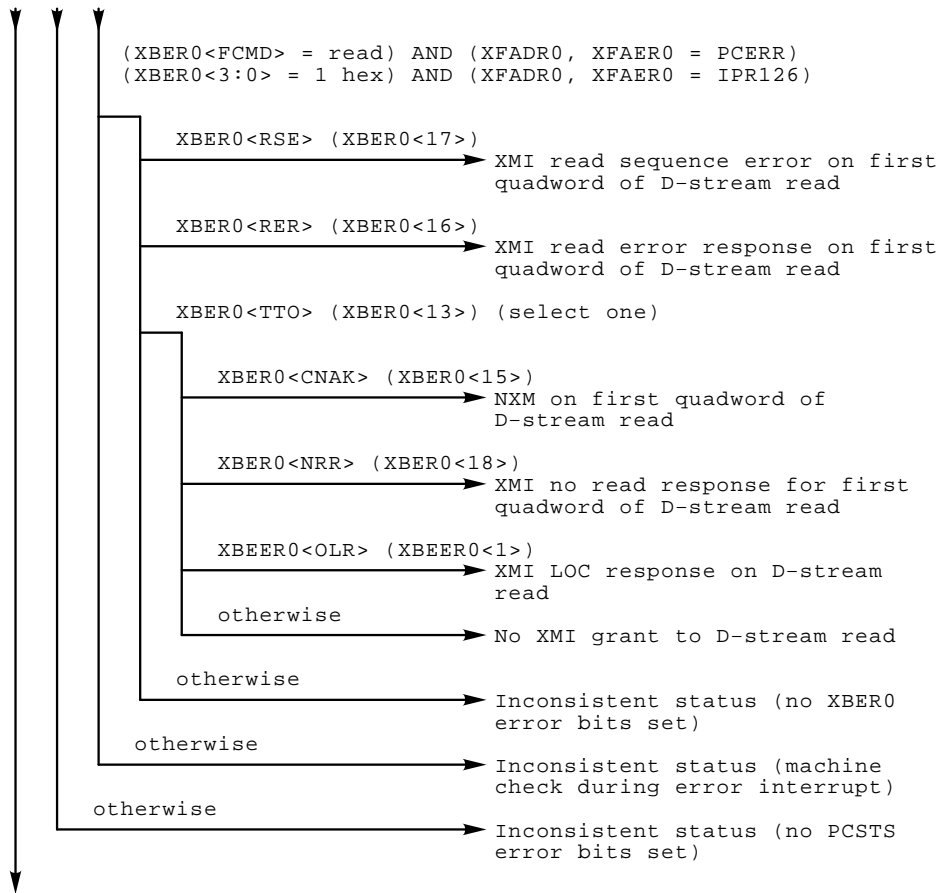 (XBER0<FCMD> = read) AND (XFADR0, XFAER0 = PCERR)
(XBER0<3:0> = 1 hex) AND (XFADR0, XFAER0 = IPR126)
XBER0<RSE> (XBER0<17>)
XMI read sequence error on first
quadword of D-stream read
XBER0<RER> (XBER0<16>)
XMI read error response on first
quadword of D-stream read
XBER0<TTO> (XBER0<13>) (select one)
XBER0<CNAK> (XBER0<15>)
NXM on first quadword of
D-stream read
XBER0<NRR> (XBER0<18>)
XMI no read response for first
quadword of D-stream read
XBEER0<OLR> (XBEER0<1>)
XMI LOC response on D-stream
read
otherwise
No XMI grant to D-stream read
otherwise
Inconsistent status (no XBER0
error bits set)
otherwise
Inconsistent status (machine
check during error interrupt)
otherwise
Inconsistent status (no PCSTS
error bits set)